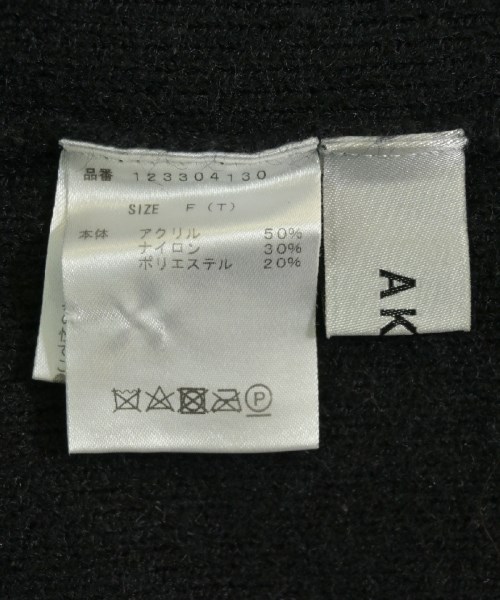 品番 123304130
SIZE F (T)
本体 アクリル 50%
ナイロン 30%
ポリエステル 20%
P
AK